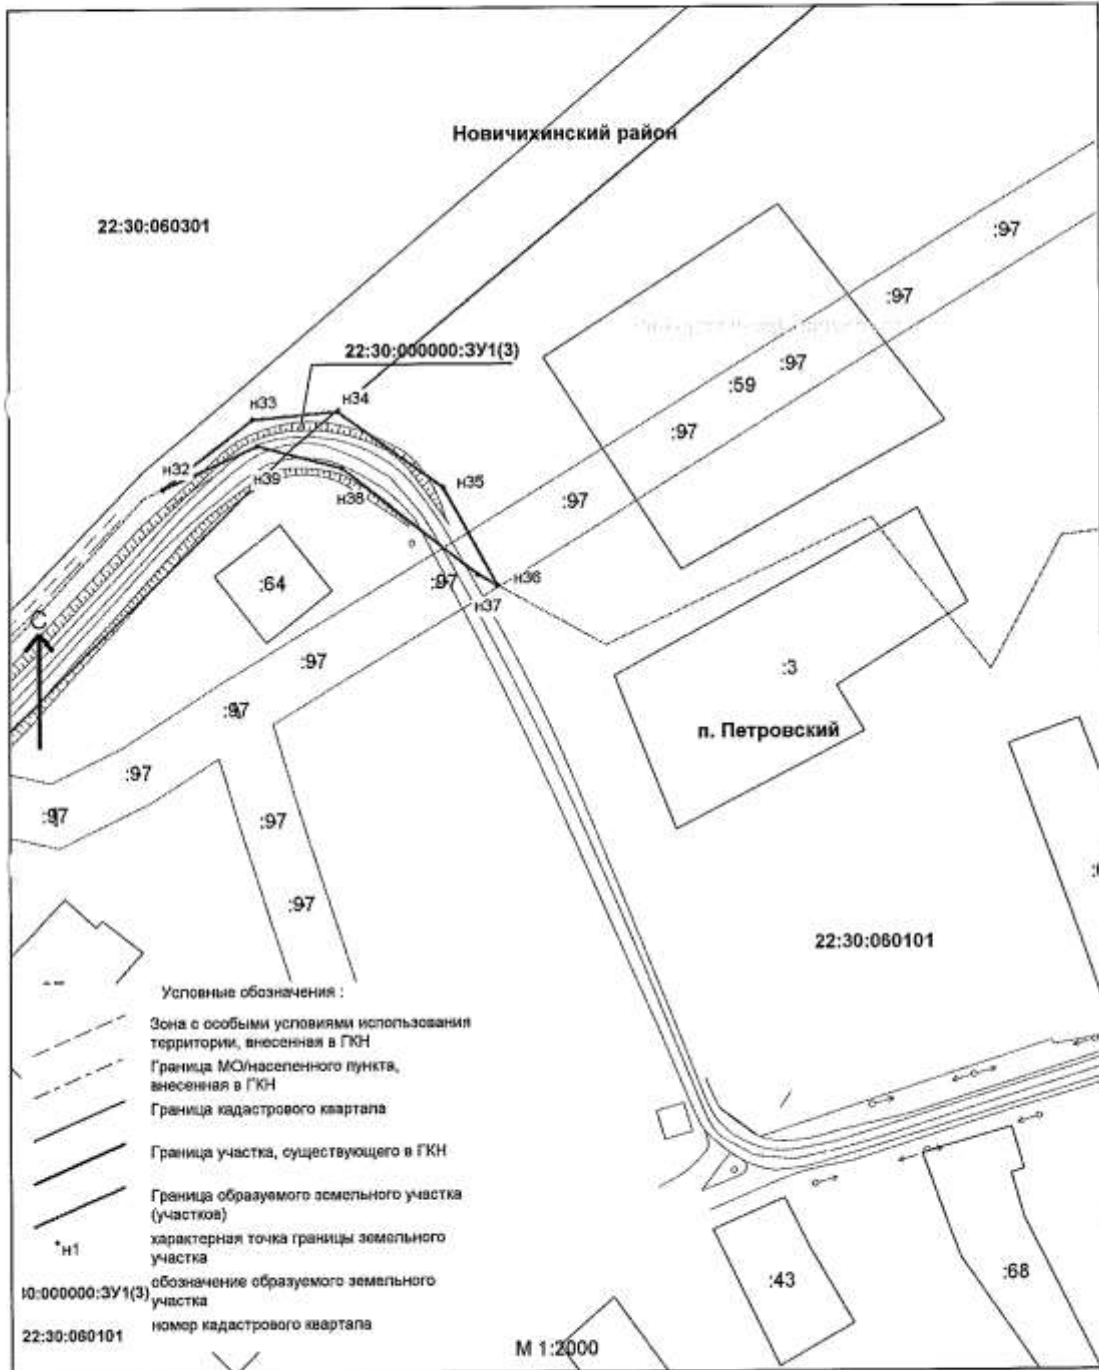 Новичихинский район
22:30:060301
:97
:97
22:30:000000:ЗУ1(3)
:97
:59
:97
н33
н34
н32
н39
н38
н35
:97
:64
:97
н36
н37
:97
:3
:97
п. Петровский
:97
:97
:97
:97
22:30:060101
С
Условные обозначения :
Зона с особыми условиями использования
территории, внесенная в ГКН
Граница МО/населенного пункта,
внесенная в ГКН
Граница кадастрового квартала
Граница участка, существующего в ГКН
Граница образуемого земельного участка
(участков)
*н1
характерная точка границы земельного
участка
30:000000:ЗУ1(3)
обозначение образуемого земельного
участка
22:30:060101
номер кадастрового квартала
М 1:2000
:43
:68